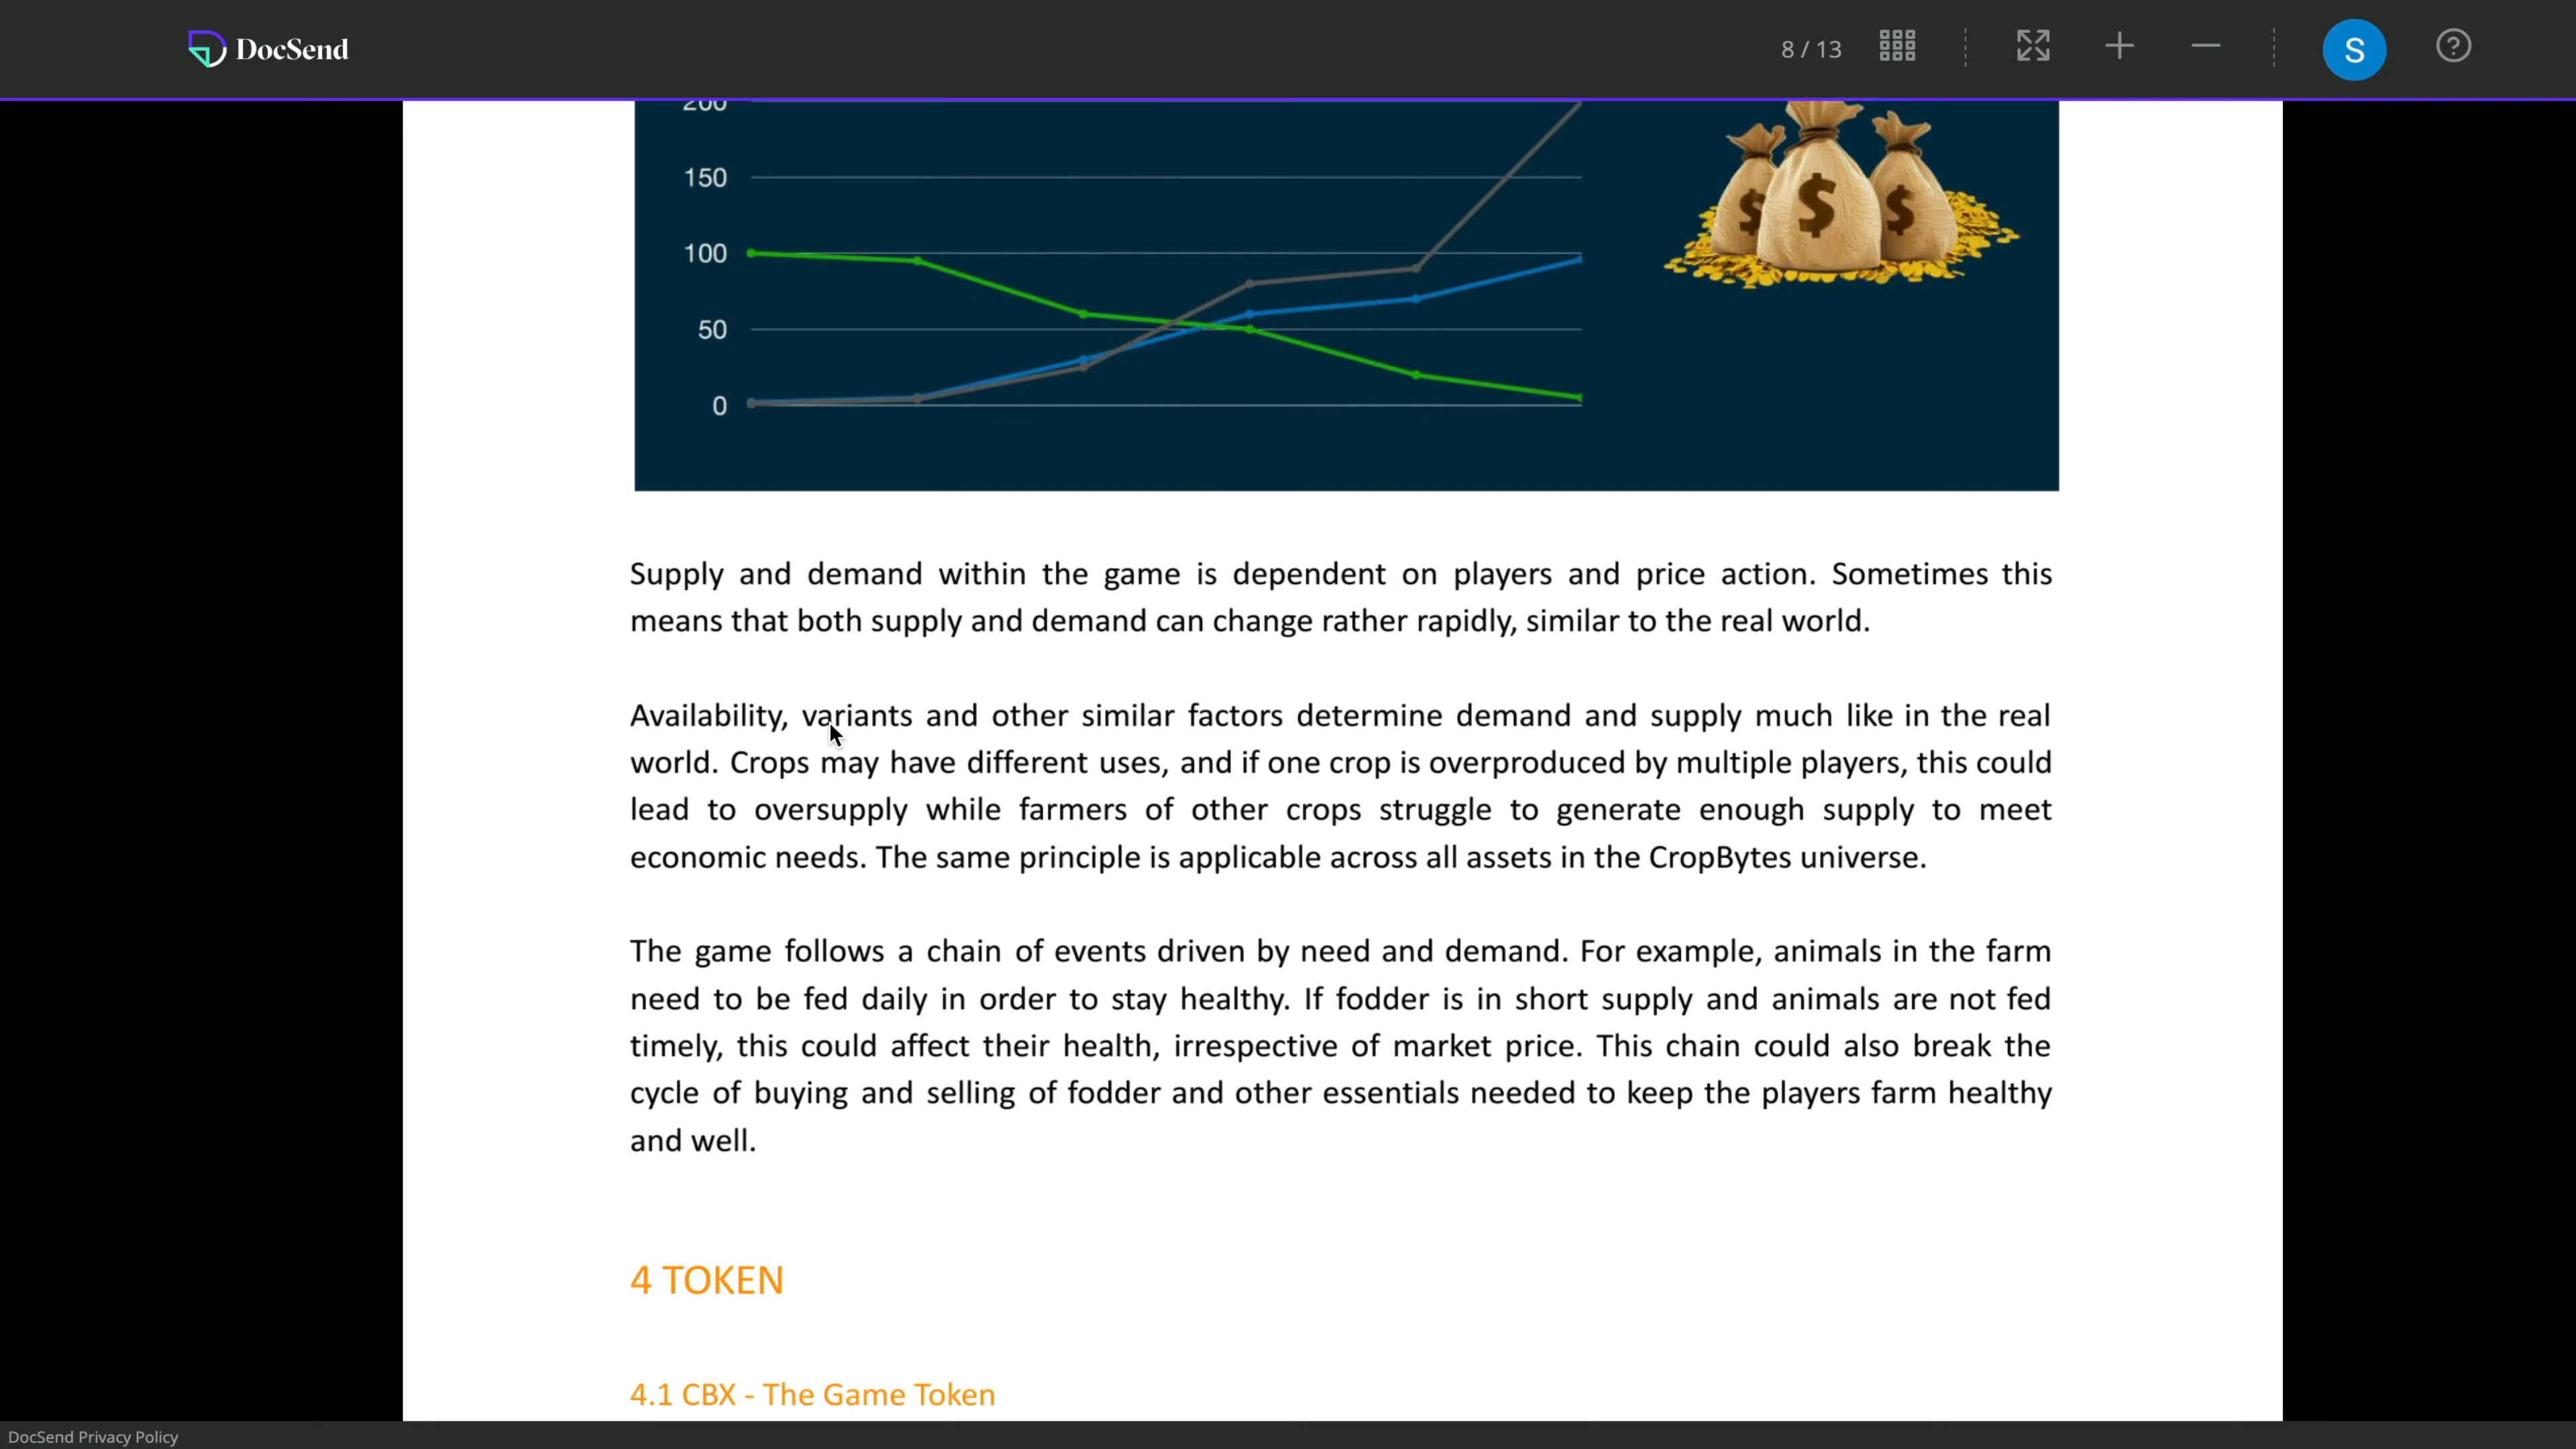 DocSend
8 / 13
S
200
150
100
50
0
$ $ $
Supply and demand within the game is dependent on players and price action. Sometimes this
means that both supply and demand can change rather rapidly, similar to the real world.
Availability, variants and other similar factors determine demand and supply much like in the real
world. Crops may have different uses, and if one crop is overproduced by multiple players, this could
lead to oversupply while farmers of other crops struggle to generate enough supply to meet
economic needs. The same principle is applicable across all assets in the CropBytes universe.
The game follows a chain of events driven by need and demand. For example, animals in the farm
need to be fed daily in order to stay healthy. If fodder is in short supply and animals are not fed
timely, this could affect their health, irrespective of market price. This chain could also break the
cycle of buying and selling of fodder and other essentials needed to keep the players farm healthy
and well.
4 TOKEN
4.1 CBX - The Game Token
DocSend Privacy Policy